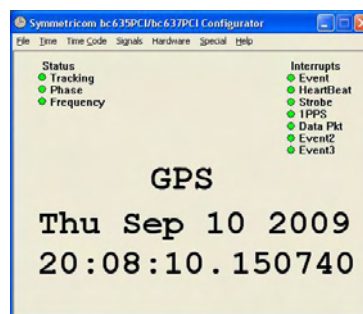 Symmetricom bc635PCI/bc637PCI Configurator
File Time Time Code Signals Hardware Special Help
Status
Tracking
Phase
Frequency
Interrupts
Event
HeartBeat
Strobe
1PPS
Data Pkt
Event2
Event3
GPS
Thu Sep 10 2009
20:08:10.150740